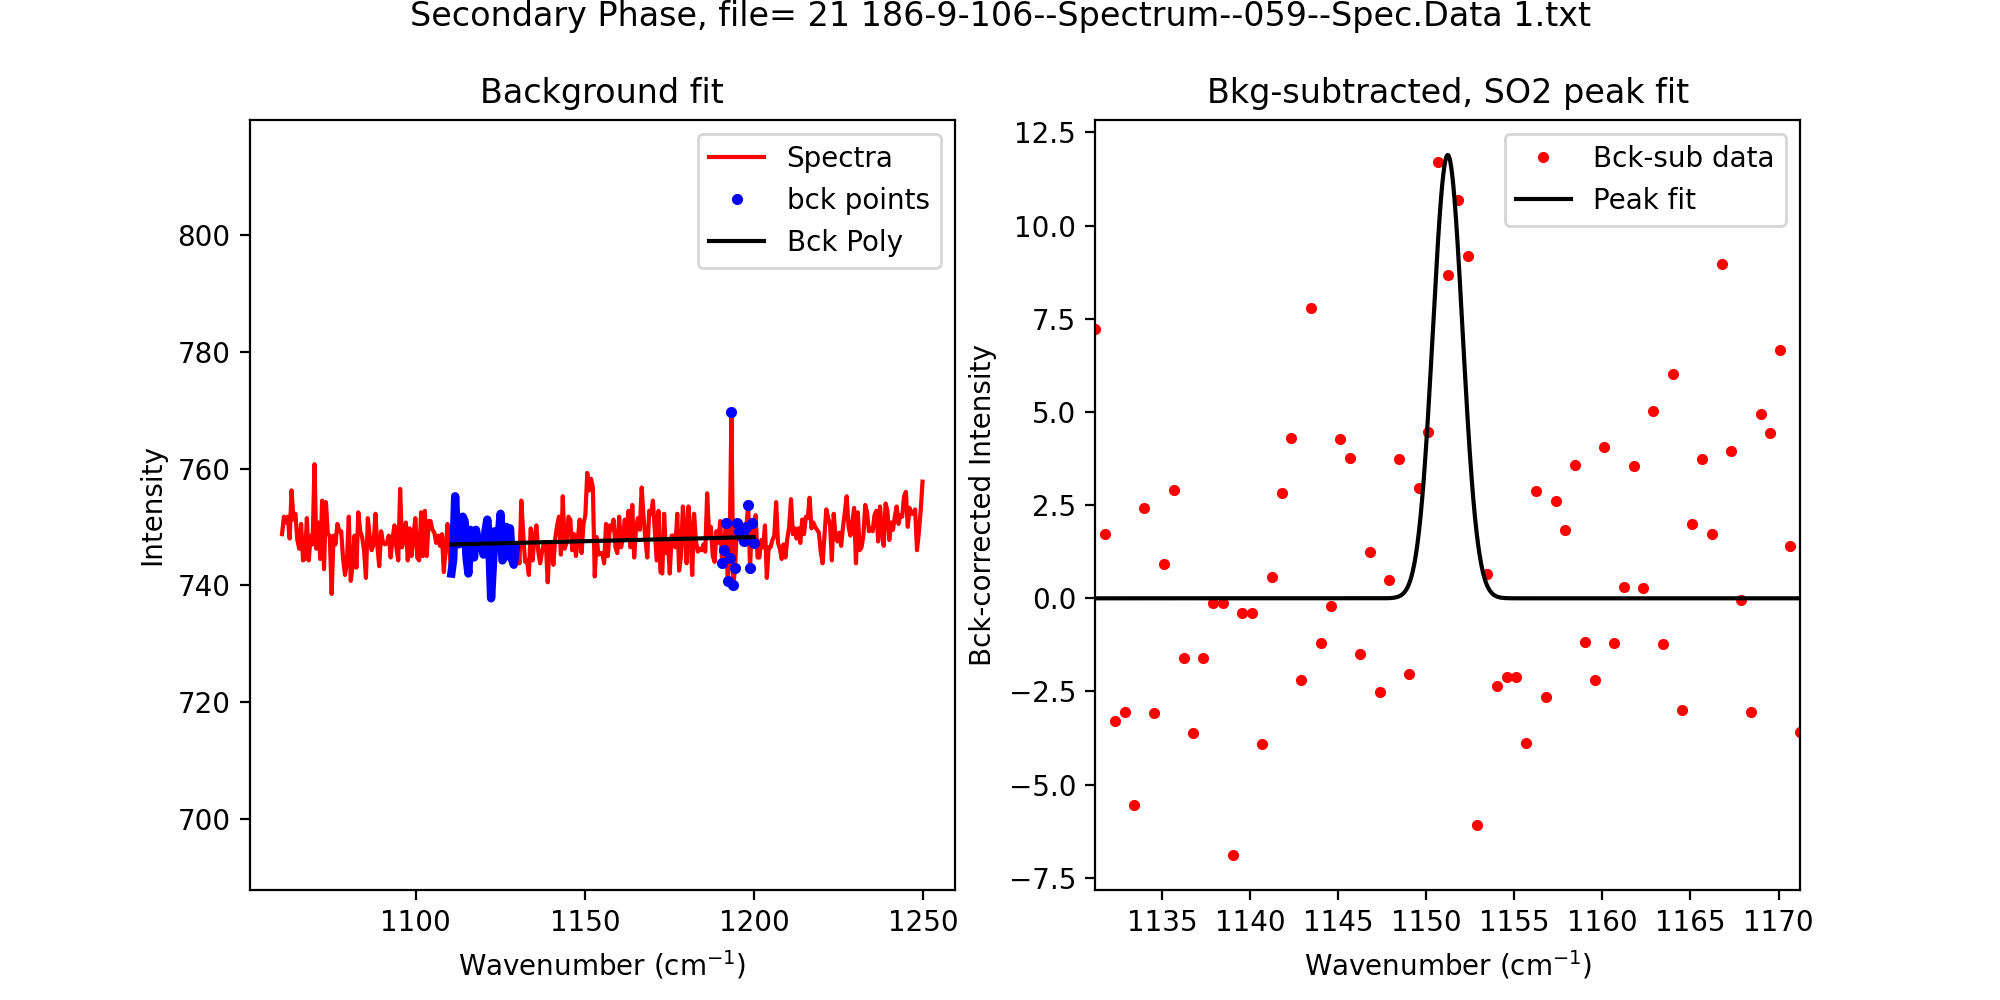 Secondary Phase, file= 21 186-9-106--Spectrum--059--Spec.Data 1.txt
Background fit
Spectra
bck points
Bck Poly
800
780
760
740
720
700
Intensity
1100 1150 1200 1250
Wavenumber (cm⁻¹)
Bkg-subtracted, SO2 peak fit
Bck-sub data
Peak fit
12.5
10.0
7.5
5.0
2.5
0.0
−2.5
−5.0
−7.5
Bck-corrected Intensity
1135 1140 1145 1150 1155 1160 1165 1170
Wavenumber (cm⁻¹)